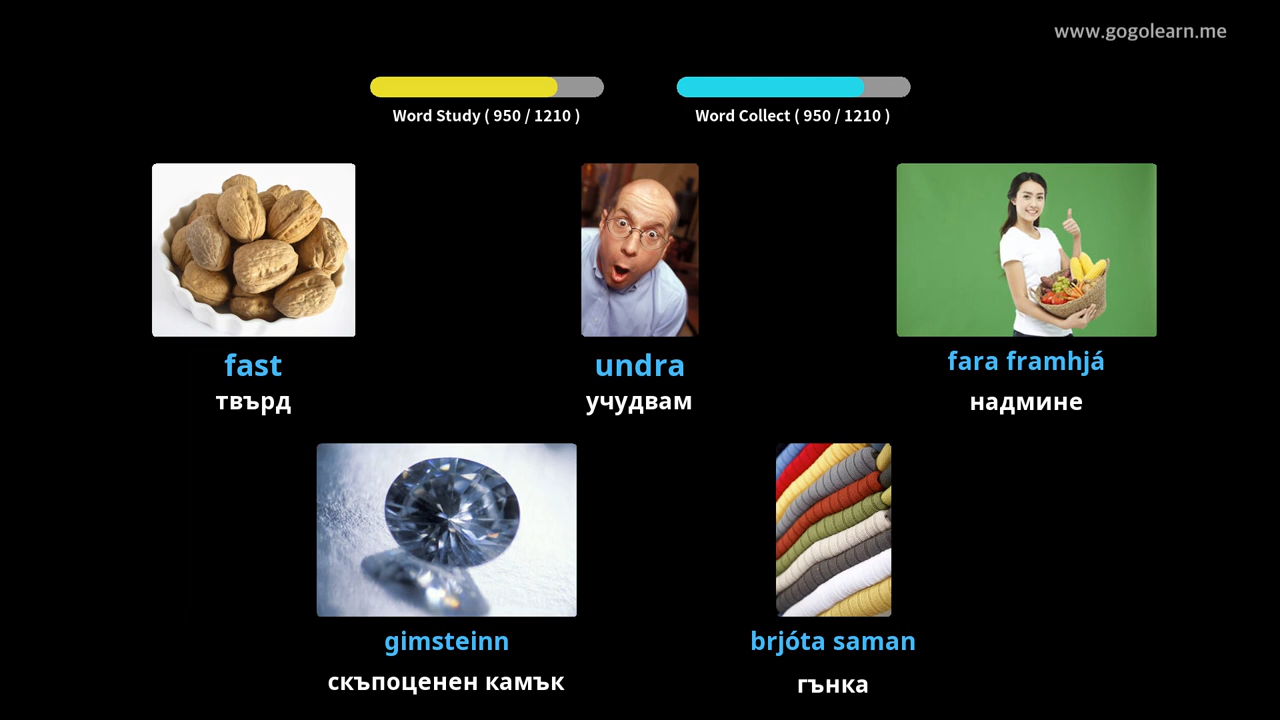 www.gogolearn.me
Word Study ( 950 / 1210 )
Word Collect ( 950 / 1210 )
fast
твърд
undra
учудвам
fara framhjá
надмине
gimsteinn
скъпоценен камък
brjóta saman
гънка